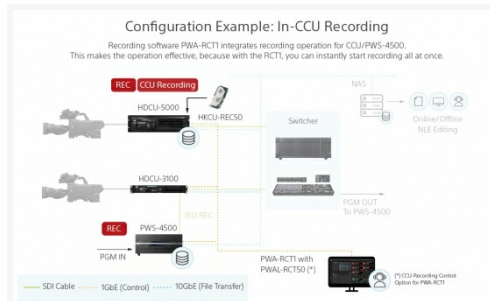 Configuration Example: In-CCU Recording
Recording software PWA-RCT1 integrates recording operation for CCU/PWS-4500.
This makes the operation effective, because with the RCT1, you can instantly start recording all at once.
REC
CCU Recording
NAS
HDCU-5000
HKCU-REC50
Switcher
Online/Offline
NLE Editing
HDCU-3100
ISO REC
PGM OUT
To PWS-4500
REC
PWS-4500
PGM IN
PWA-RCT1 with
PWAL-RCT50 (*)
(*) CCU-Recording Control
Option for PWA-RCT1
SDI Cable
1GbE (Control)
10GbE (File Transfer)